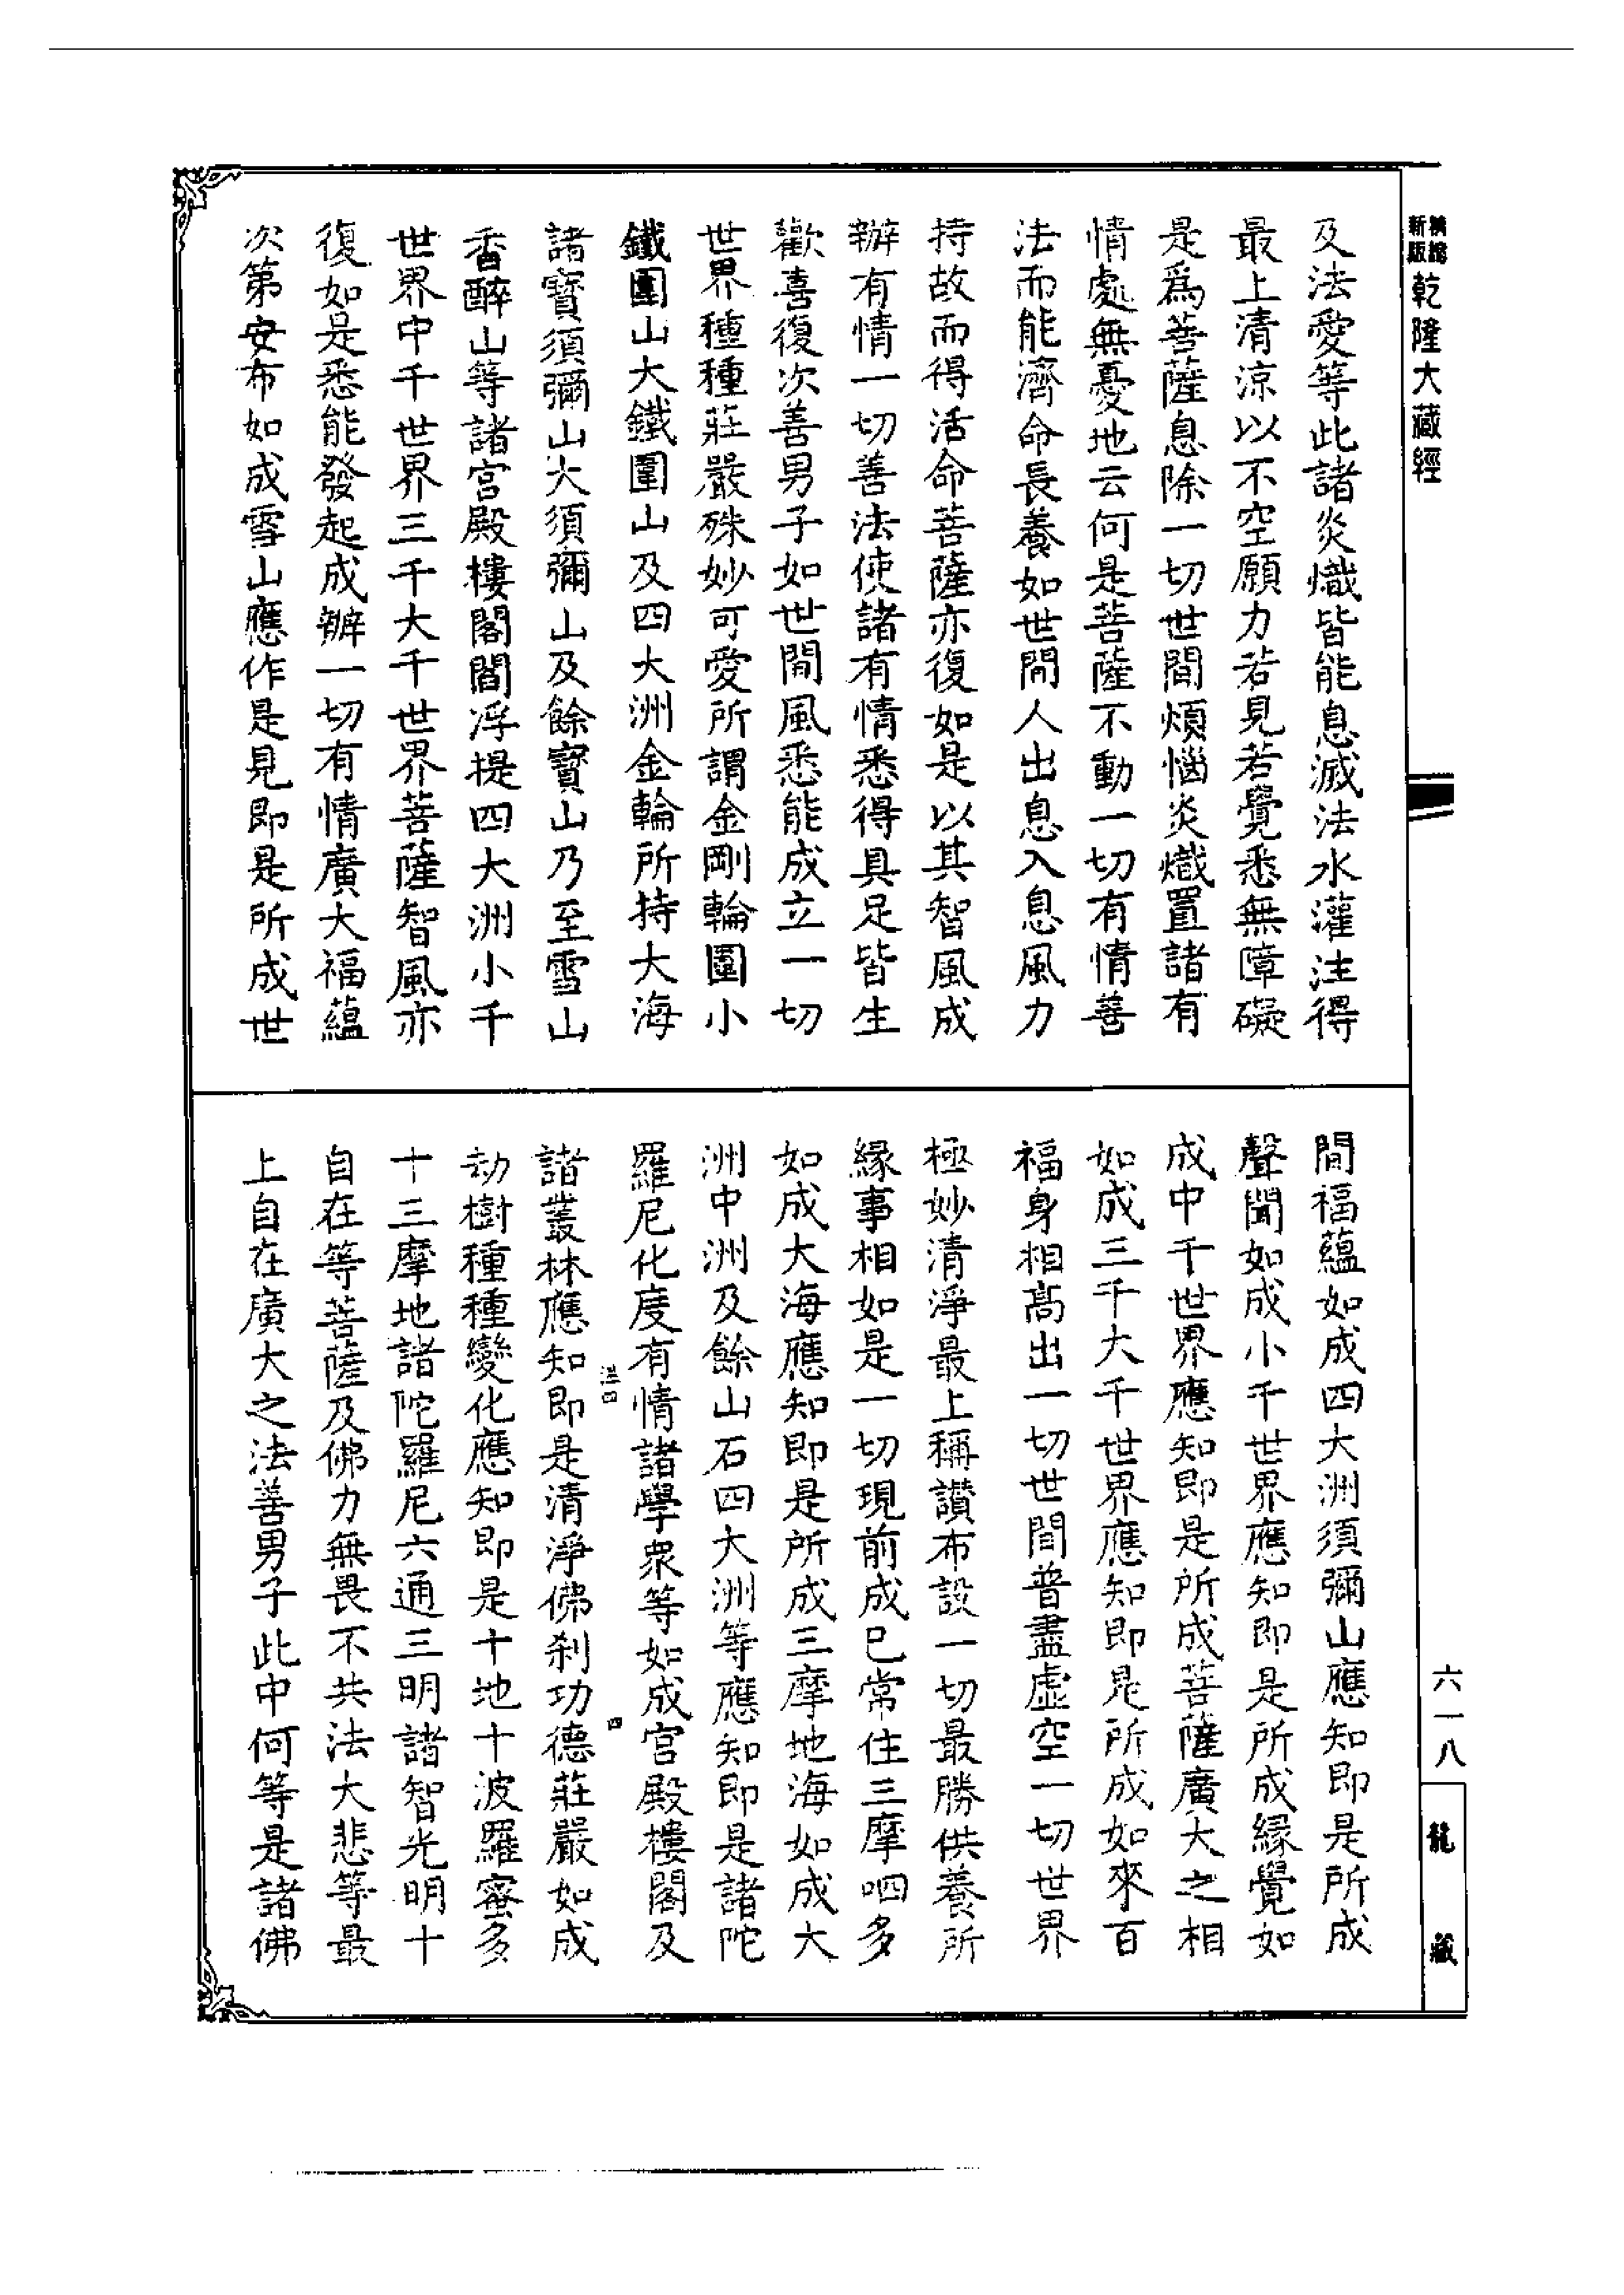 乾隆大藏經
及法愛等此諸炎熾皆能息滅法水灌注得
最上清涼以不空願力若見若覺悉無障礙
是為菩薩息除一切世間煩惱炎熾置諸有
情處無憂地云何是菩薩不動一切有情善
法而能濟命長養如世間人出息入息風力
持故而得活命菩薩亦復如是以其智風成
辦有情一切善法使諸有情悉得具足皆生
歡喜復次善男子如世間風悉能成立一切
世界種種莊嚴殊妙可愛所謂金剛輪圍小
鐵圍山大鐵圍山及四大洲金輪所持大海
諸寶須彌山大須彌山及餘寶山乃至雪山
香醉山等諸宮殿樓閣閻浮提四大洲小千
世界中千世界三千大千世界菩薩智風亦
復如是悉能發起成辦一切有情廣大福蘊
次第安布如成雪山應作是見即是所成世
間福蘊如成四大洲須彌山應知即是所成
聲聞如成小千世界應知即是所成緣覺如
成中千世界應知即是所成菩薩廣大之相
如成三千大千世界應知即是所成如來百
福身相高出一切世間普盡虛空一切世界
極妙清淨最上稱讚布設一切最勝供養所
緣事相如是一切現前成已常住三摩呬多
如成大海應知即是所成三摩地海如成大
洲中洲及餘山石四大洲等應知即是諸陀
羅尼化度有情諸學衆等如成宮殿樓閣及
諸叢林應知即是清淨佛剎功德莊嚴如成
劫樹種種變化應知即是十地十波羅蜜多
十三摩地諸陀羅尼六通三明諸智光明十
自在等菩薩及佛力無畏不共法大悲等最
上自在廣大之法善男子此中何等是諸佛
六一八
龍藏